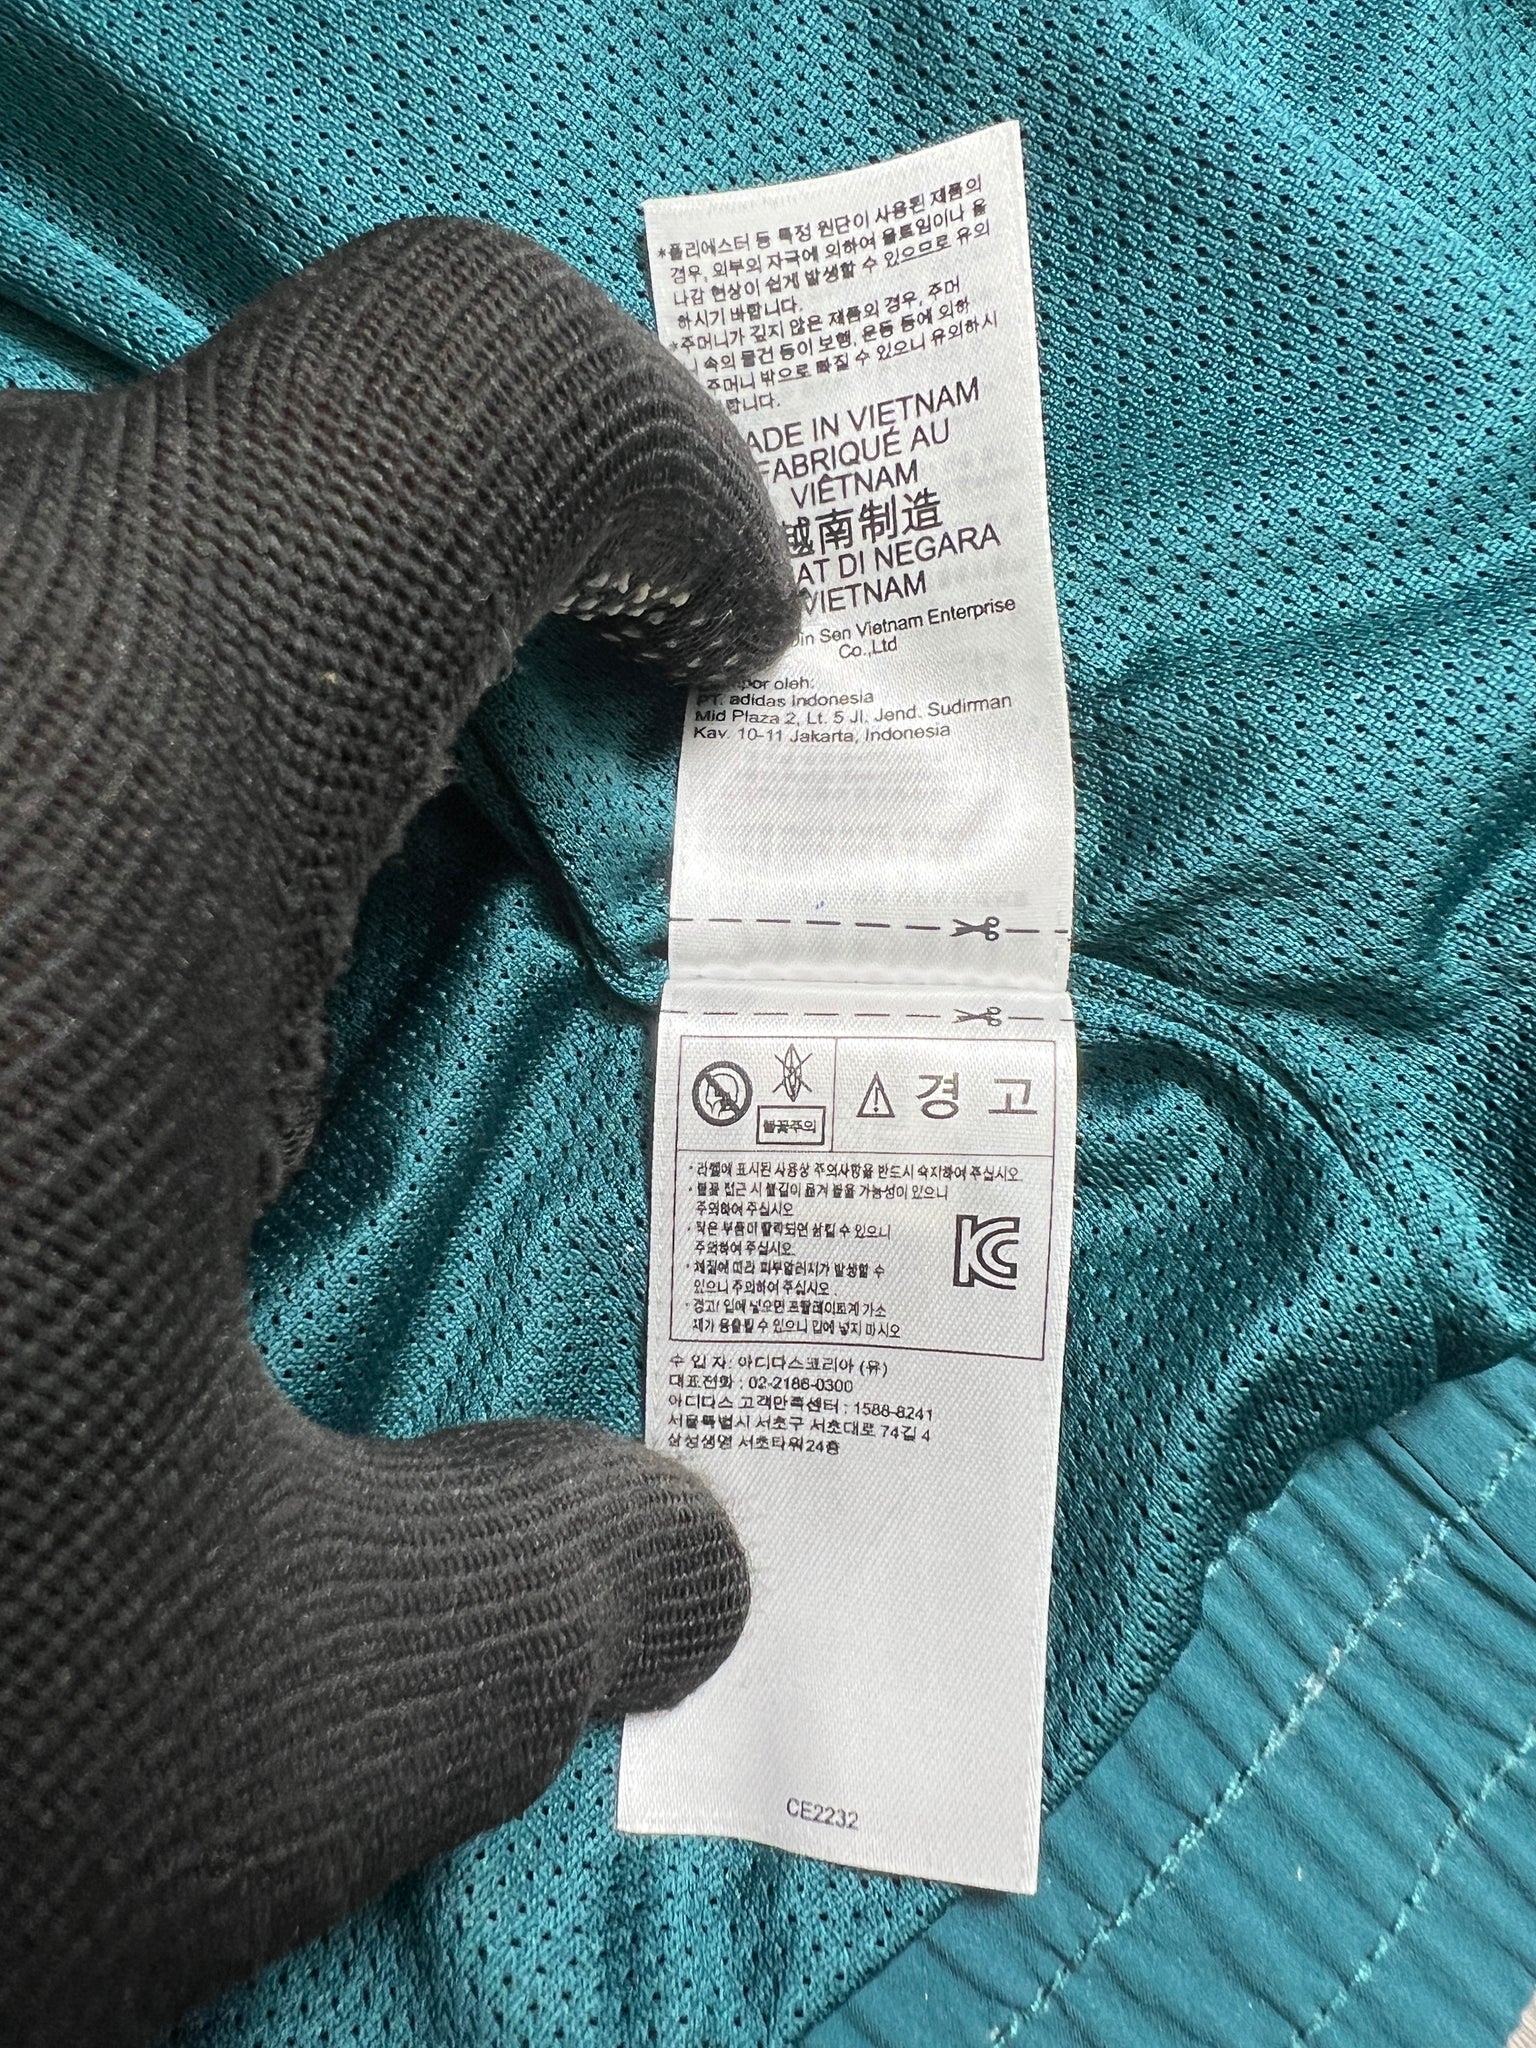 *폴리에스터 등 특정 원단이 사용된 제품의
경우, 외부의 자극에 의하여 올트임이나 올
나감 현상이 쉽게 발생할 수 있으므로 유의
하시기 바랍니다.
*주머니가 깊지 않은 제품의 경우, 주머
니 속의 물건 등이 보행, 운동 등에 의하
주머니 밖으로 빠질 수 있으니 유의하시
랍니다.
ADE IN VIETNAM
FABRIQUÉ AU
VIÊTNAM
越南制造
AT DI NEGARA
VIETNAM
Din Sen Vietnam Enterprise
Co.,Ltd
por oleh:
PT. adidas Indonesia
Mid Plaza 2, Lt. 5 Jl. Jend. Sudirman
Kav. 10-11 Jakarta, Indonesia
불꽃주의
경 고
· 라벨에 표시된 사용상 주의사항을 반드시 숙지하여 주십시오
· 불꽃 접근 시 불길이 옮겨 붙을 가능성이 있으니
주의하여 주십시오
· 작은 부품이 탈락되면 삼킬 수 있으니
주의하여 주십시오.
· 체질에 따라 피부알러지가 발생할 수
있으니 주의하여 주십시오.
· 경고! 입에 넣으면 프탈레이트계 가소
제가 용출될 수 있으니 입에 넣지 마시오
KC
수 입 자: 아디다스코리아 (유)
대표전화 : 02-2186-0300
아디다스 고객만족센터 : 1588-8241
서울특별시 서초구 서초대로 74길 4
삼성생명 서초타워 24층
CE2232